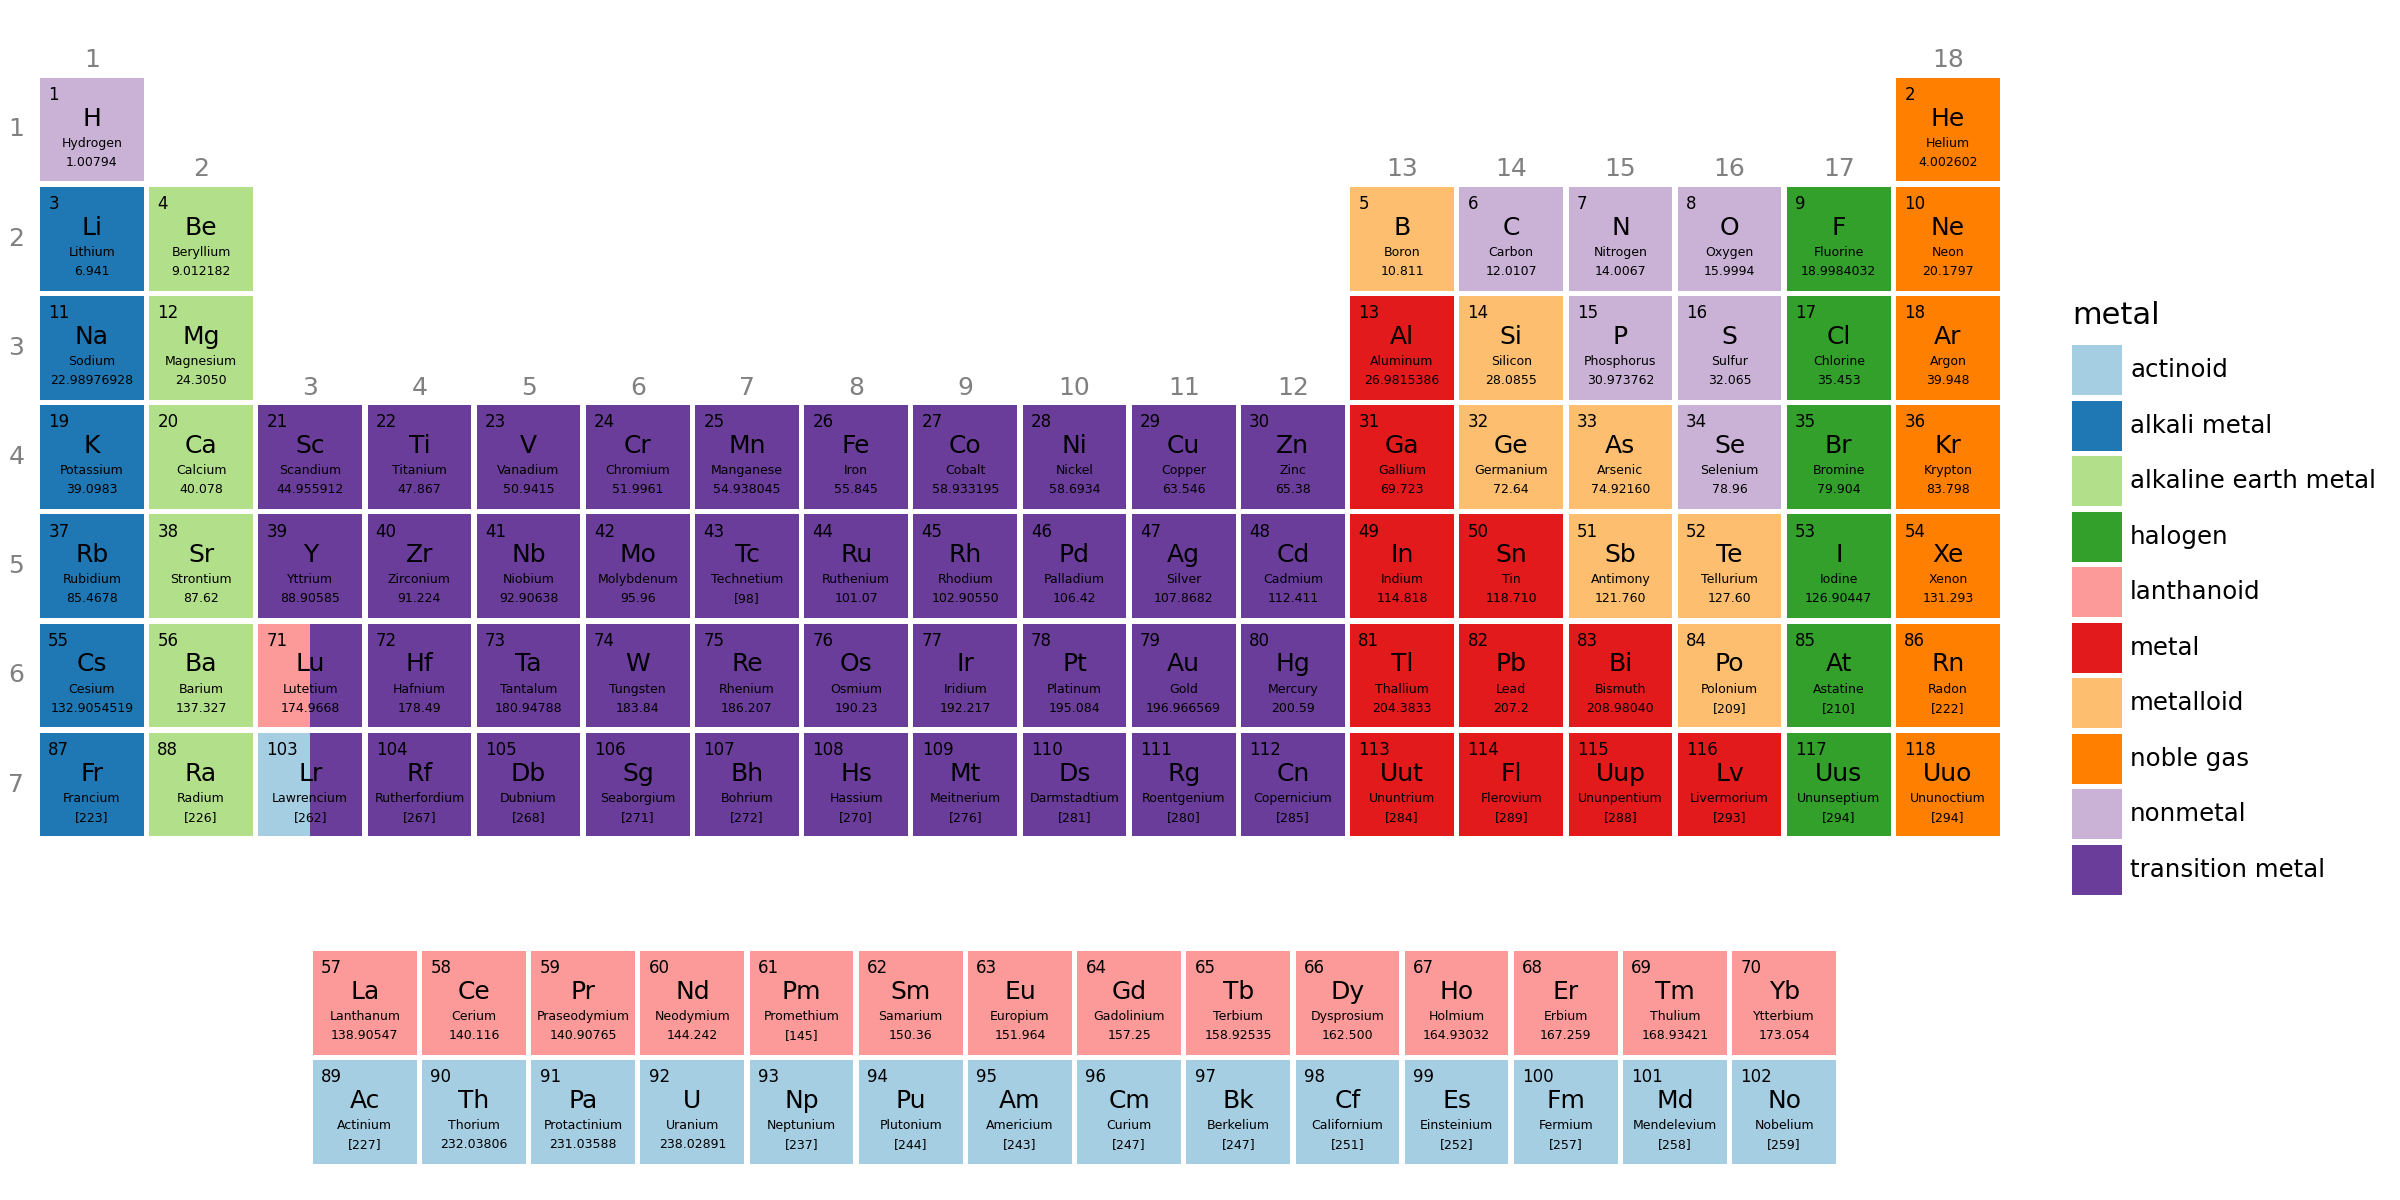 1
18
1
H
Hydrogen
1.00794
2
He
Helium
4.002602
1
2
13
14
15
16
17
3
Li
Lithium
6.941
4
Be
Beryllium
9.012182
5
B
Boron
10.811
6
C
Carbon
12.0107
7
N
Nitrogen
14.0067
8
O
Oxygen
15.9994
9
F
Fluorine
18.9984032
10
Ne
Neon
20.1797
2
11
Na
Sodium
22.98976928
12
Mg
Magnesium
24.3050
13
Al
Aluminum
26.9815386
14
Si
Silicon
28.0855
15
P
Phosphorus
30.973762
16
S
Sulfur
32.065
17
Cl
Chlorine
35.453
18
Ar
Argon
39.948
3
3
4
5
6
7
8
9
10
11
12
19
K
Potassium
39.0983
20
Ca
Calcium
40.078
21
Sc
Scandium
44.955912
22
Ti
Titanium
47.867
23
V
Vanadium
50.9415
24
Cr
Chromium
51.9961
25
Mn
Manganese
54.938045
26
Fe
Iron
55.845
27
Co
Cobalt
58.933195
28
Ni
Nickel
58.6934
29
Cu
Copper
63.546
30
Zn
Zinc
65.38
31
Ga
Gallium
69.723
32
Ge
Germanium
72.64
33
As
Arsenic
74.92160
34
Se
Selenium
78.96
35
Br
Bromine
79.904
36
Kr
Krypton
83.798
4
37
Rb
Rubidium
85.4678
38
Sr
Strontium
87.62
39
Y
Yttrium
88.90585
40
Zr
Zirconium
91.224
41
Nb
Niobium
92.90638
42
Mo
Molybdenum
95.96
43
Tc
Technetium
[98]
44
Ru
Ruthenium
101.07
45
Rh
Rhodium
102.90550
46
Pd
Palladium
106.42
47
Ag
Silver
107.8682
48
Cd
Cadmium
112.411
49
In
Indium
114.818
50
Sn
Tin
118.710
51
Sb
Antimony
121.760
52
Te
Tellurium
127.60
53
I
Iodine
126.90447
54
Xe
Xenon
131.293
5
55
Cs
Cesium
132.9054519
56
Ba
Barium
137.327
71
Lu
Lutetium
174.9668
72
Hf
Hafnium
178.49
73
Ta
Tantalum
180.94788
74
W
Tungsten
183.84
75
Re
Rhenium
186.207
76
Os
Osmium
190.23
77
Ir
Iridium
192.217
78
Pt
Platinum
195.084
79
Au
Gold
196.966569
80
Hg
Mercury
200.59
81
Tl
Thallium
204.3833
82
Pb
Lead
207.2
83
Bi
Bismuth
208.98040
84
Po
Polonium
[209]
85
At
Astatine
[210]
86
Rn
Radon
[222]
6
87
Fr
Francium
[223]
88
Ra
Radium
[226]
103
Lr
Lawrencium
[262]
104
Rf
Rutherfordium
[267]
105
Db
Dubnium
[268]
106
Sg
Seaborgium
[271]
107
Bh
Bohrium
[272]
108
Hs
Hassium
[270]
109
Mt
Meitnerium
[276]
110
Ds
Darmstadtium
[281]
111
Rg
Roentgenium
[280]
112
Cn
Copernicium
[285]
113
Uut
Ununtrium
[284]
114
Fl
Flerovium
[289]
115
Uup
Ununpentium
[288]
116
Lv
Livermorium
[293]
117
Uus
Ununseptium
[294]
118
Uuo
Ununoctium
[294]
7
57
La
Lanthanum
138.90547
58
Ce
Cerium
140.116
59
Pr
Praseodymium
140.90765
60
Nd
Neodymium
144.242
61
Pm
Promethium
[145]
62
Sm
Samarium
150.36
63
Eu
Europium
151.964
64
Gd
Gadolinium
157.25
65
Tb
Terbium
158.92535
66
Dy
Dysprosium
162.500
67
Ho
Holmium
164.93032
68
Er
Erbium
167.259
69
Tm
Thulium
168.93421
70
Yb
Ytterbium
173.054
89
Ac
Actinium
[227]
90
Th
Thorium
232.03806
91
Pa
Protactinium
231.03588
92
U
Uranium
238.02891
93
Np
Neptunium
[237]
94
Pu
Plutonium
[244]
95
Am
Americium
[243]
96
Cm
Curium
[247]
97
Bk
Berkelium
[247]
98
Cf
Californium
[251]
99
Es
Einsteinium
[252]
100
Fm
Fermium
[257]
101
Md
Mendelevium
[258]
102
No
Nobelium
[259]
metal
actinoid
alkali metal
alkaline earth metal
halogen
lanthanoid
metal
metalloid
noble gas
nonmetal
transition metal